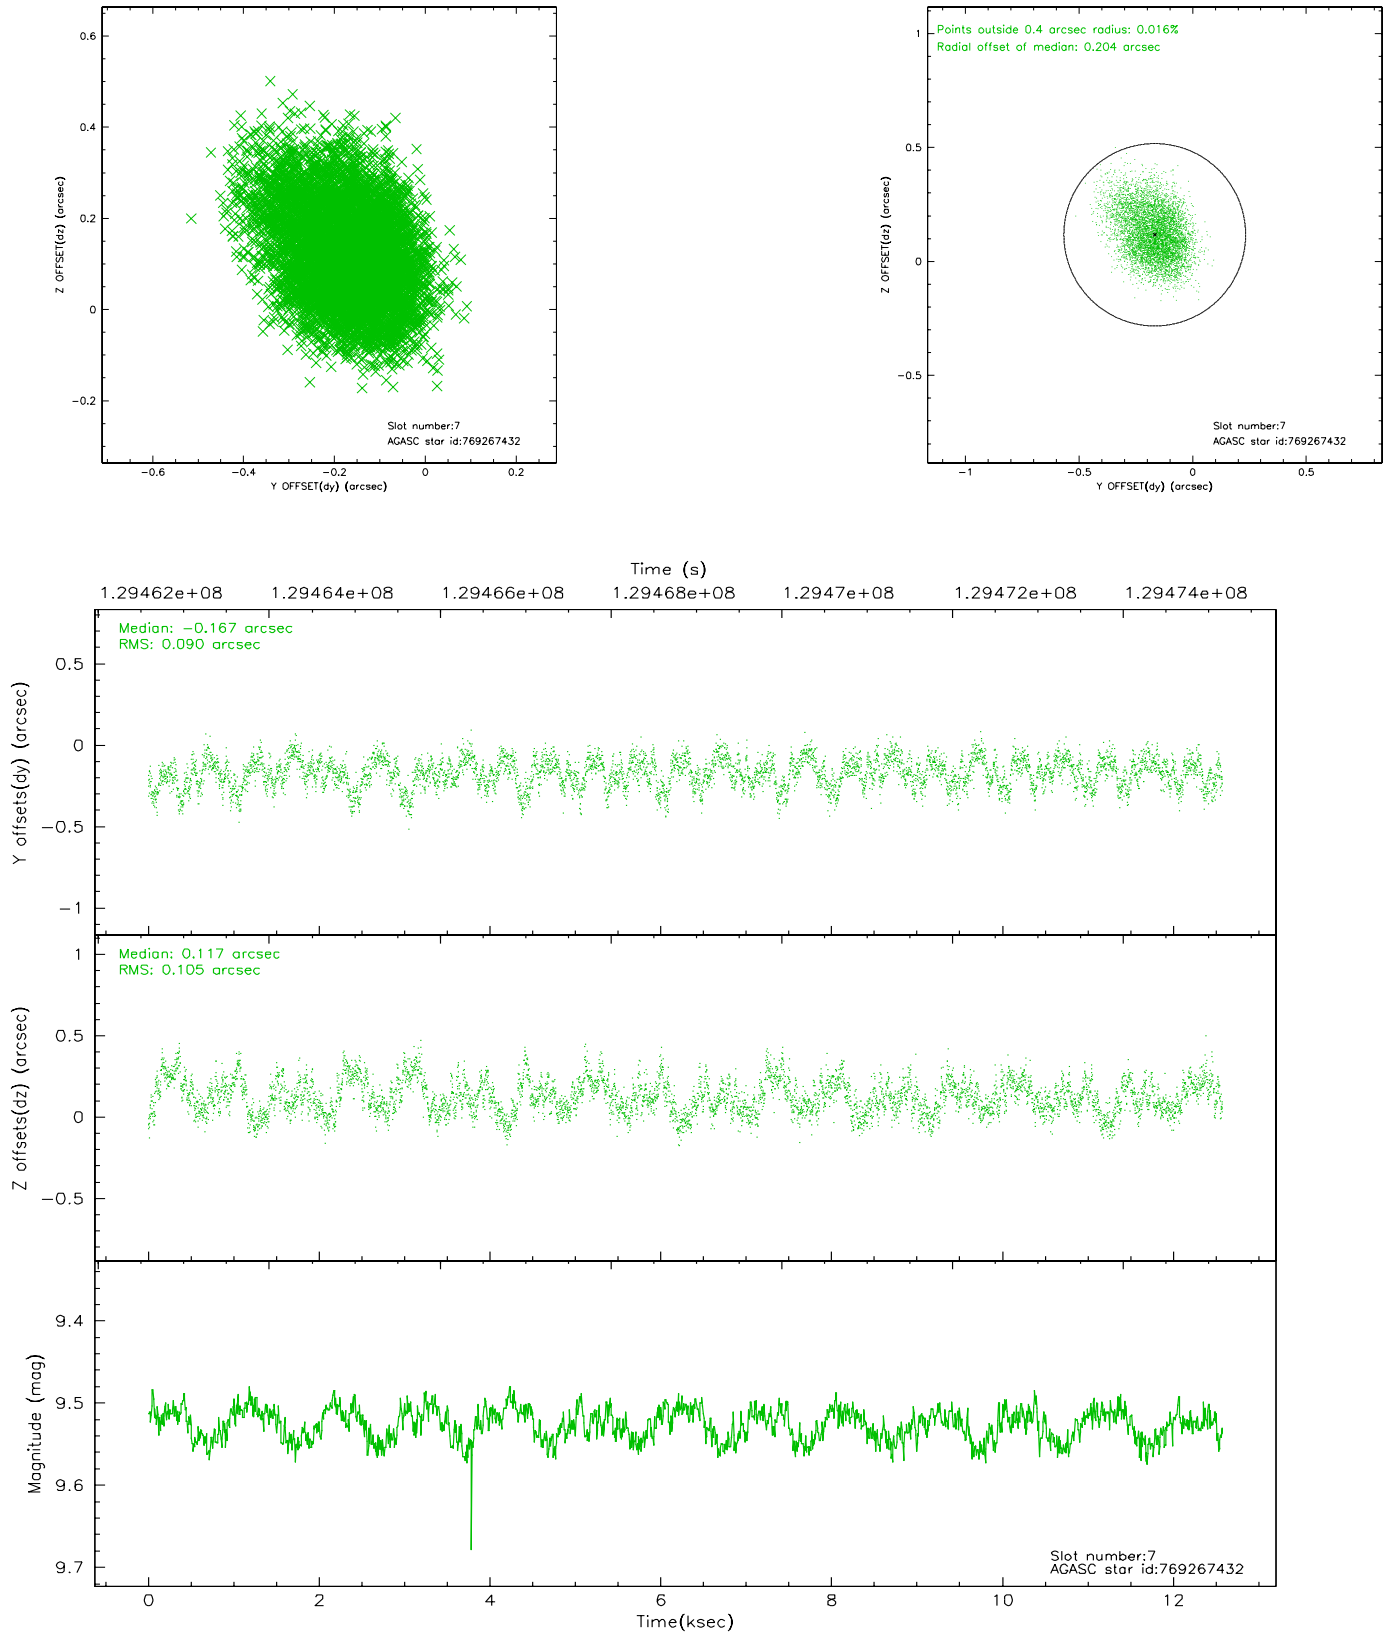 0.6
0.4
0.2
0
−0.2
Z OFFSET(dz) (arcsec)
Slot number:7
AGASC star id:769267432
−0.6 −0.4 −0.2 0 0.2
Y OFFSET(dy) (arcsec)
Points outside 0.4 arcsec radius: 0.016%
Radial offset of median: 0.204 arcsec
1
0.5
0
−0.5
Z OFFSET(dz) (arcsec)
Slot number:7
AGASC star id:769267432
−1 −0.5 0 0.5
Y OFFSET(dy) (arcsec)
Time (s)
1.29462e+08 1.29464e+08 1.29466e+08 1.29468e+08 1.2947e+08 1.29472e+08 1.29474e+08
Median: −0.167 arcsec
RMS: 0.090 arcsec
0.5
0
−0.5
−1
Y offsets(dy) (arcsec)
Median: 0.117 arcsec
RMS: 0.105 arcsec
1
0.5
0
−0.5
Z offsets(dz) (arcsec)
9.4
9.5
9.6
9.7
Magnitude (mag)
Slot number:7
AGASC star id:769267432
0 2 4 6 8 10 12
Time(ksec)